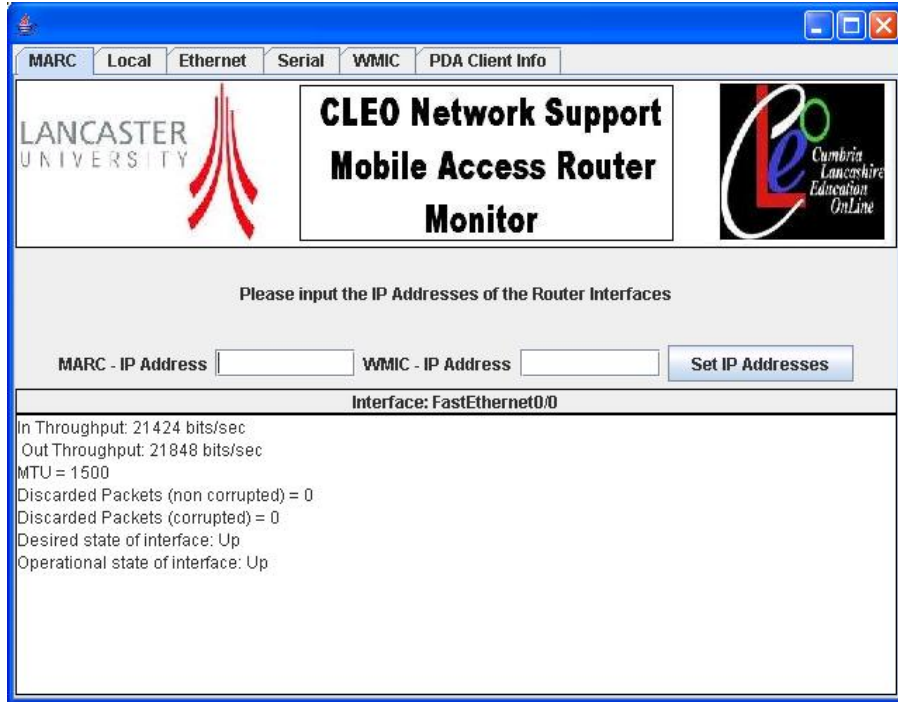 MARC Local Ethernet Serial WMIC PDA Client Info
LANCASTER
UNIVERSITY
CLEO Network Support
Mobile Access Router
Monitor
CLeo
Cumbria
Lancashire
Education
OnLine
Please input the IP Addresses of the Router Interfaces
MARC - IP Address WMIC - IP Address Set IP Addresses
Interface: FastEthernet0/0
In Throughput: 21424 bits/sec
Out Throughput: 21848 bits/sec
MTU = 1500
Discarded Packets (non corrupted) = 0
Discarded Packets (corrupted) = 0
Desired state of interface: Up
Operational state of interface: Up